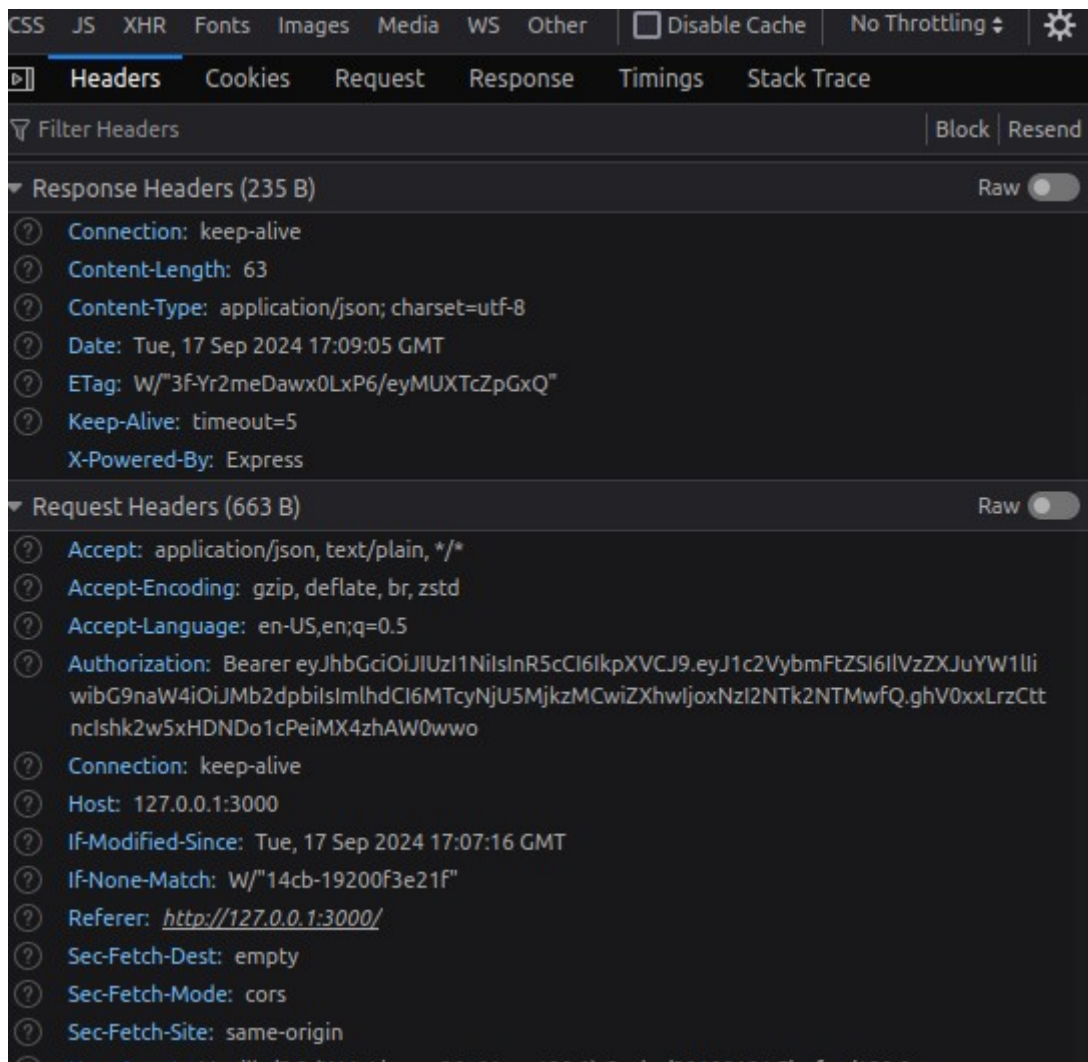 CSS JS XHR Fonts Images Media WS Other Disable Cache No Throttling
Headers Cookies Request Response Timings Stack Trace
Filter Headers Block Resend
Response Headers (235 B) Raw
Connection: keep-alive
Content-Length: 63
Content-Type: application/json; charset=utf-8
Date: Tue, 17 Sep 2024 17:09:05 GMT
ETag: W/"3f-Yr2meDawx0LxP6/eyMUXTcZpGxQ"
Keep-Alive: timeout=5
X-Powered-By: Express
Request Headers (663 B) Raw
Accept: application/json, text/plain, */*
Accept-Encoding: gzip, deflate, br, zstd
Accept-Language: en-US,en;q=0.5
Authorization: Bearer eyJhbGciOiJIUzI1NiIsInR5cCI6IkpXVCJ9.eyJ1c2VybmFtZSI6IlVzZXJuYW1lIi
wibG9naW4iOiJMb2dpbiIsImlhdCI6MTcyNjU5MjkzMCwiZXhwIjoxNzI2NTk2NTMwfQ.ghV0xxLrzCtt
ncIshk2w5xHDNDo1cPeiMX4zhAW0wwo
Connection: keep-alive
Host: 127.0.0.1:3000
If-Modified-Since: Tue, 17 Sep 2024 17:07:16 GMT
If-None-Match: W/"14cb-19200f3e21f"
Referer: http://127.0.0.1:3000/
Sec-Fetch-Dest: empty
Sec-Fetch-Mode: cors
Sec-Fetch-Site: same-origin